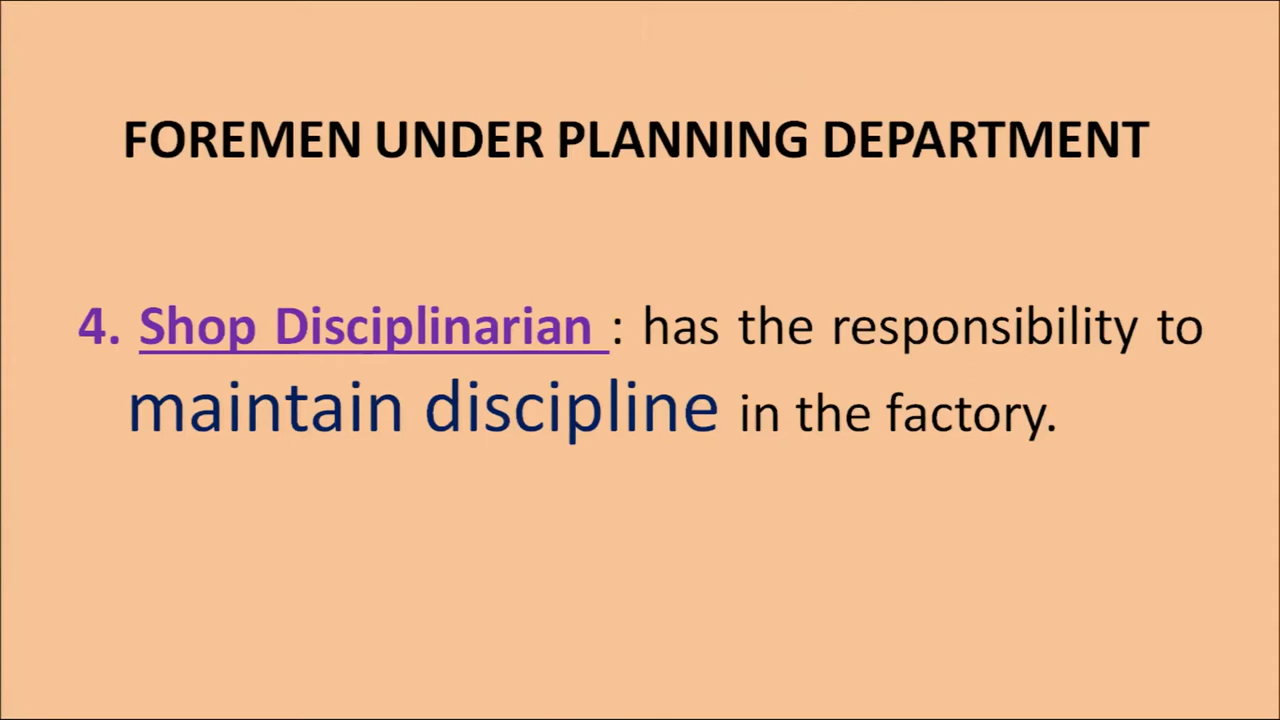 FOREMEN UNDER PLANNING DEPARTMENT
4. Shop Disciplinarian : has the responsibility to
maintain discipline in the factory.